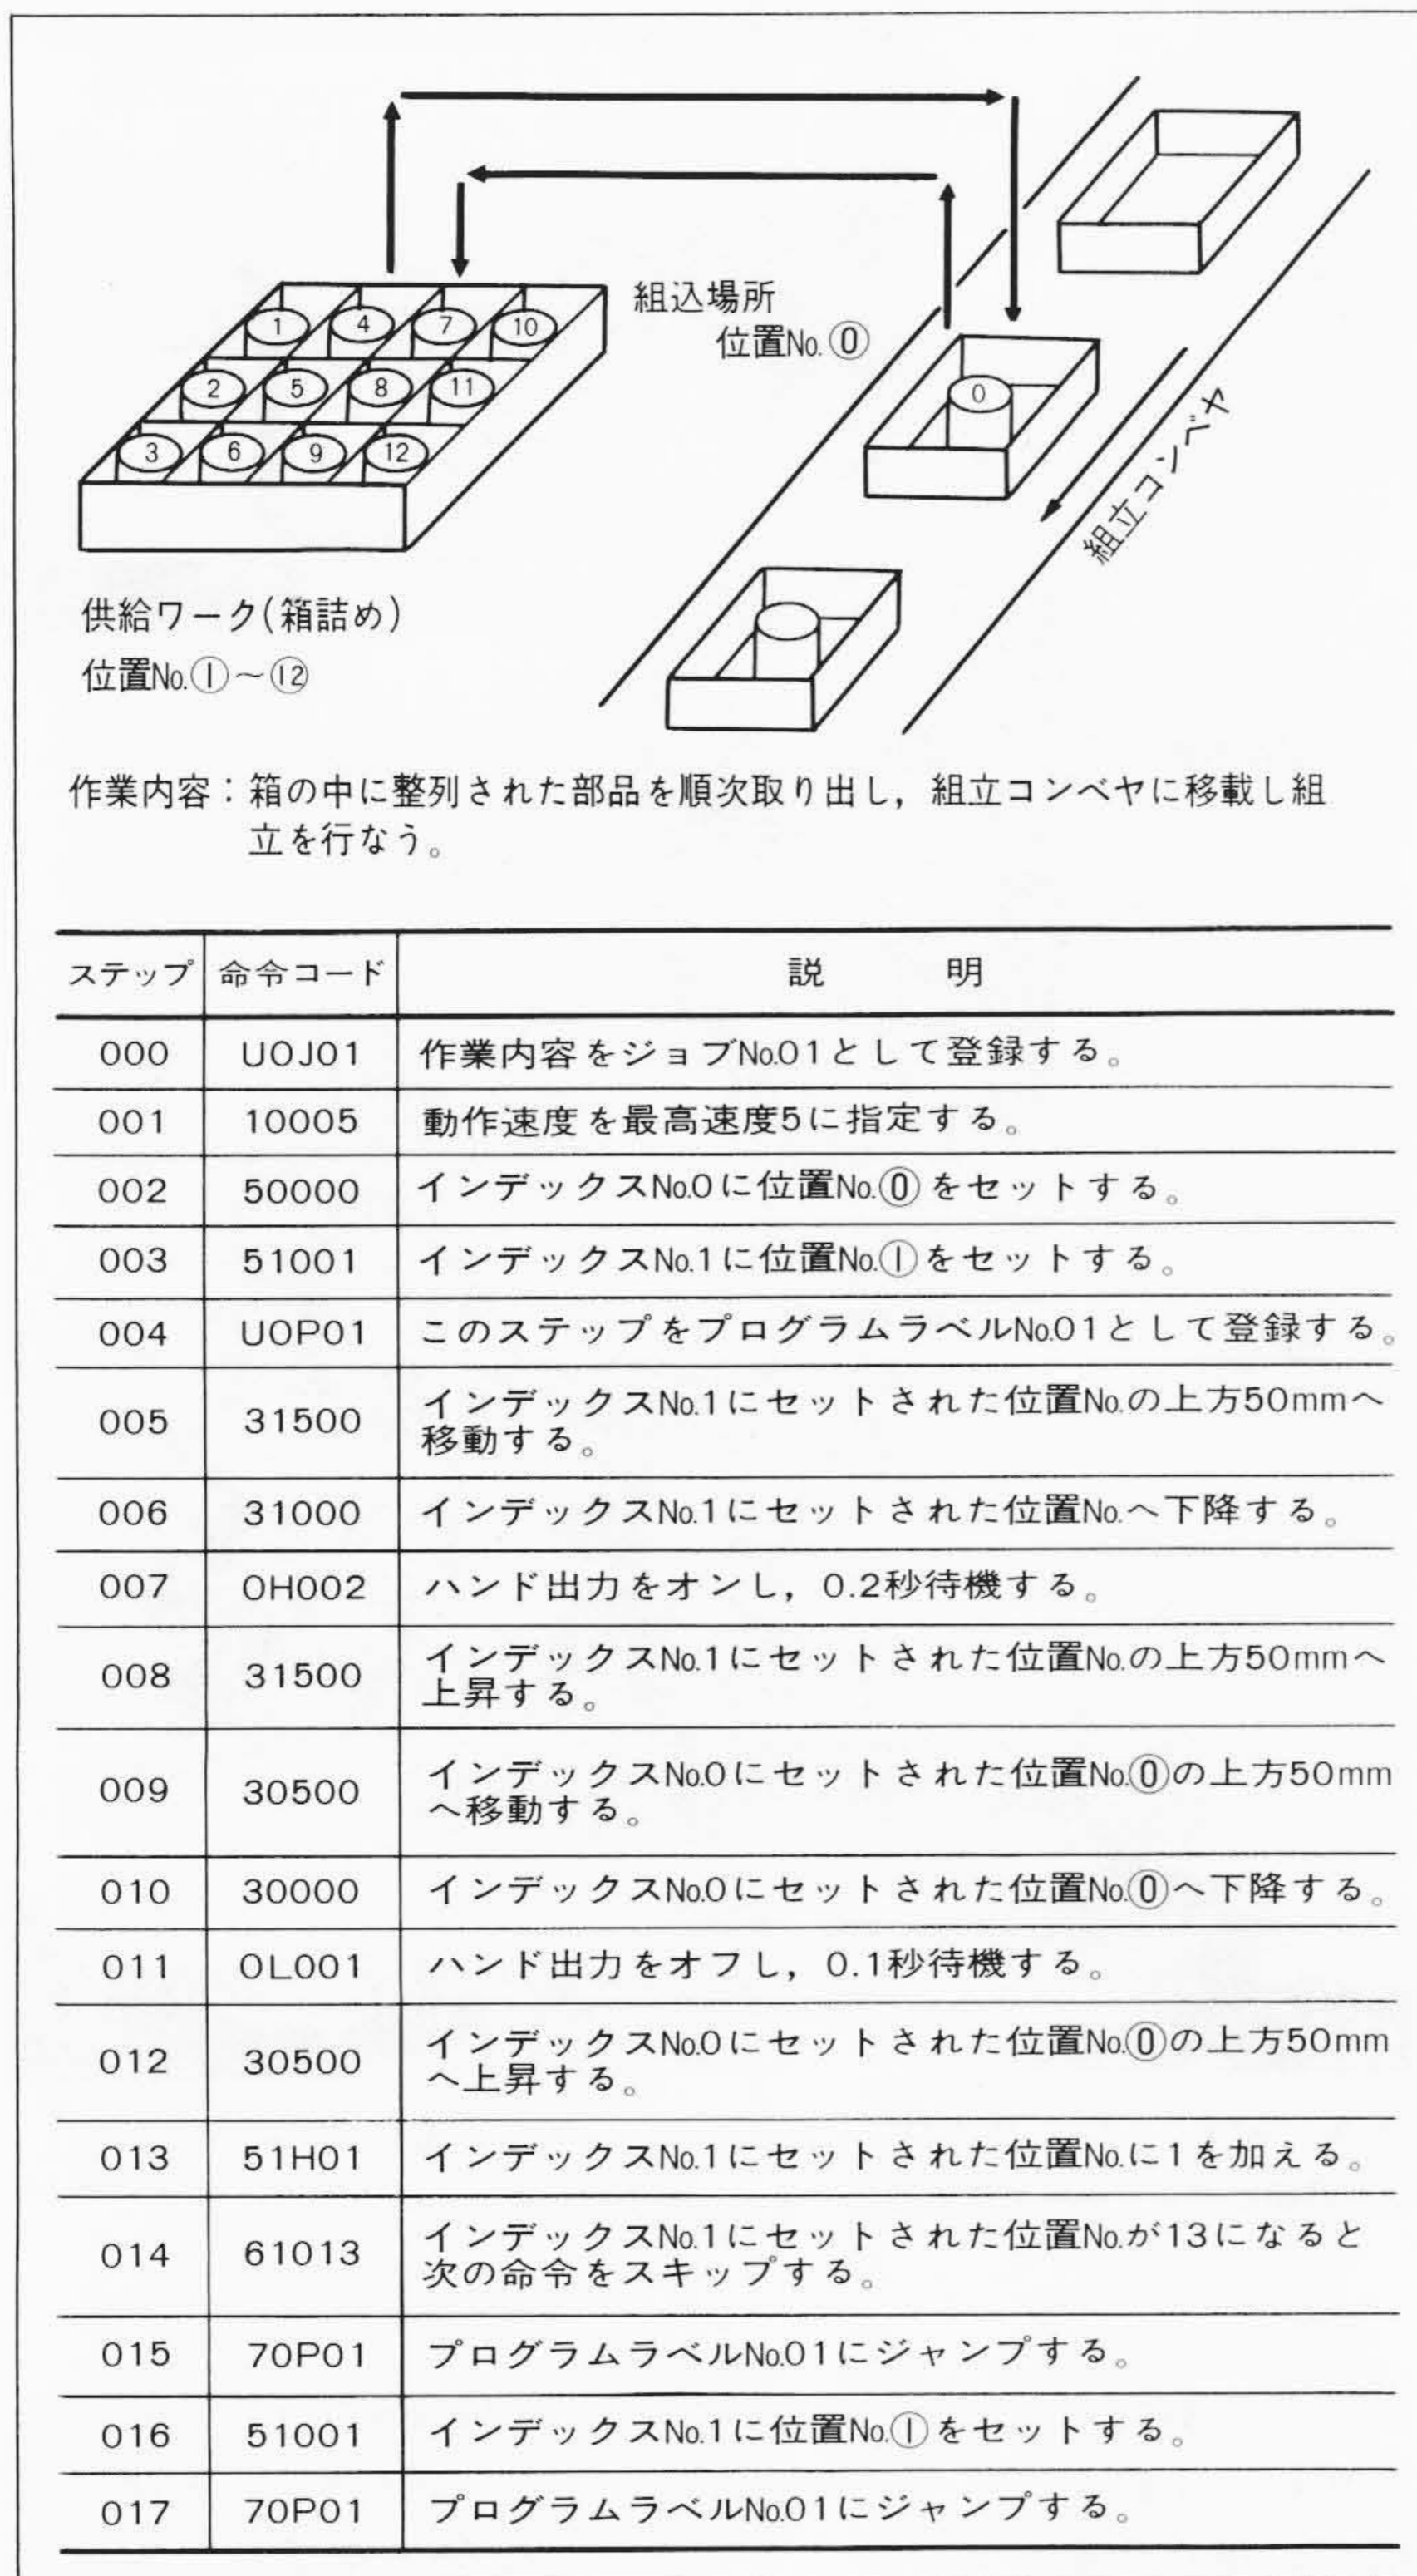 組込場所
位置No.⓪
1 4 7 10
2 5 8 11
3 6 9 12
0
組立コンベヤ
供給ワーク(箱詰め)
位置No.①～⑫
作業内容：箱の中に整列された部品を順次取り出し，組立コンベヤに移載し組
立を行なう。
ステップ 命令コード 説 明
000 U0J01 作業内容をジョブNo.01として登録する。
001 10005 動作速度を最高速度5に指定する。
002 50000 インデックスNo.0に位置No.⓪をセットする。
003 51001 インデックスNo.1に位置No.①をセットする。
004 U0P01 このステップをプログラムラベルNo.01として登録する。
005 31500 インデックスNo.1にセットされた位置No.の上方50mmへ
移動する。
006 31000 インデックスNo.1にセットされた位置No.へ下降する。
007 0H002 ハンド出力をオンし，0.2秒待機する。
008 31500 インデックスNo.1にセットされた位置No.の上方50mmへ
上昇する。
009 30500 インデックスNo.0にセットされた位置No.⓪の上方50mm
へ移動する。
010 30000 インデックスNo.0にセットされた位置No.⓪へ下降する。
011 0L001 ハンド出力をオフし，0.1秒待機する。
012 30500 インデックスNo.0にセットされた位置No.⓪の上方50mm
へ上昇する。
013 51H01 インデックスNo.1にセットされた位置No.に1を加える。
014 61013 インデックスNo.1にセットされた位置No.が13になると
次の命令をスキップする。
015 70P01 プログラムラベルNo.01にジャンプする。
016 51001 インデックスNo.1に位置No.①をセットする。
017 70P01 プログラムラベルNo.01にジャンプする。